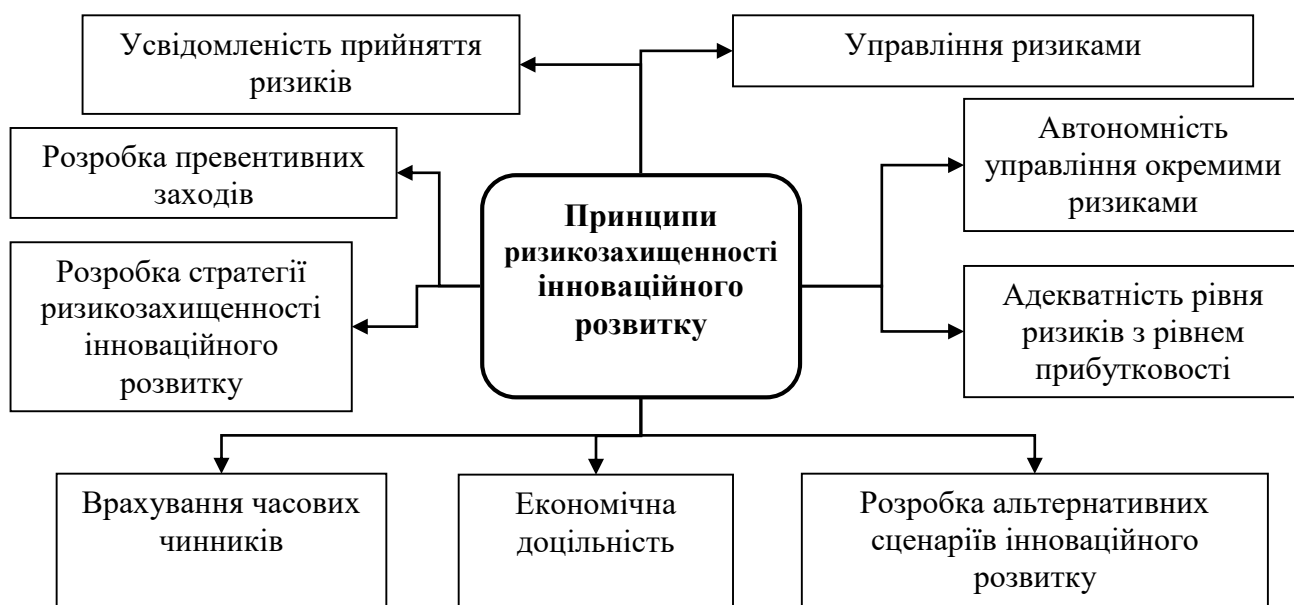 Усвідомленість прийняття
ризиків
Управління ризиками
Розробка превентивних
заходів
Автономність
управління окремими
ризиками
Принципи
ризикозахищенності
інноваційного
розвитку
Розробка стратегії
ризикозахищенності
інноваційного
розвитку
Адекватність рівня
ризиків з рівнем
прибутковості
Врахування часових
чинників
Економічна
доцільність
Розробка альтернативних
сценаріїв інноваційного
розвитку